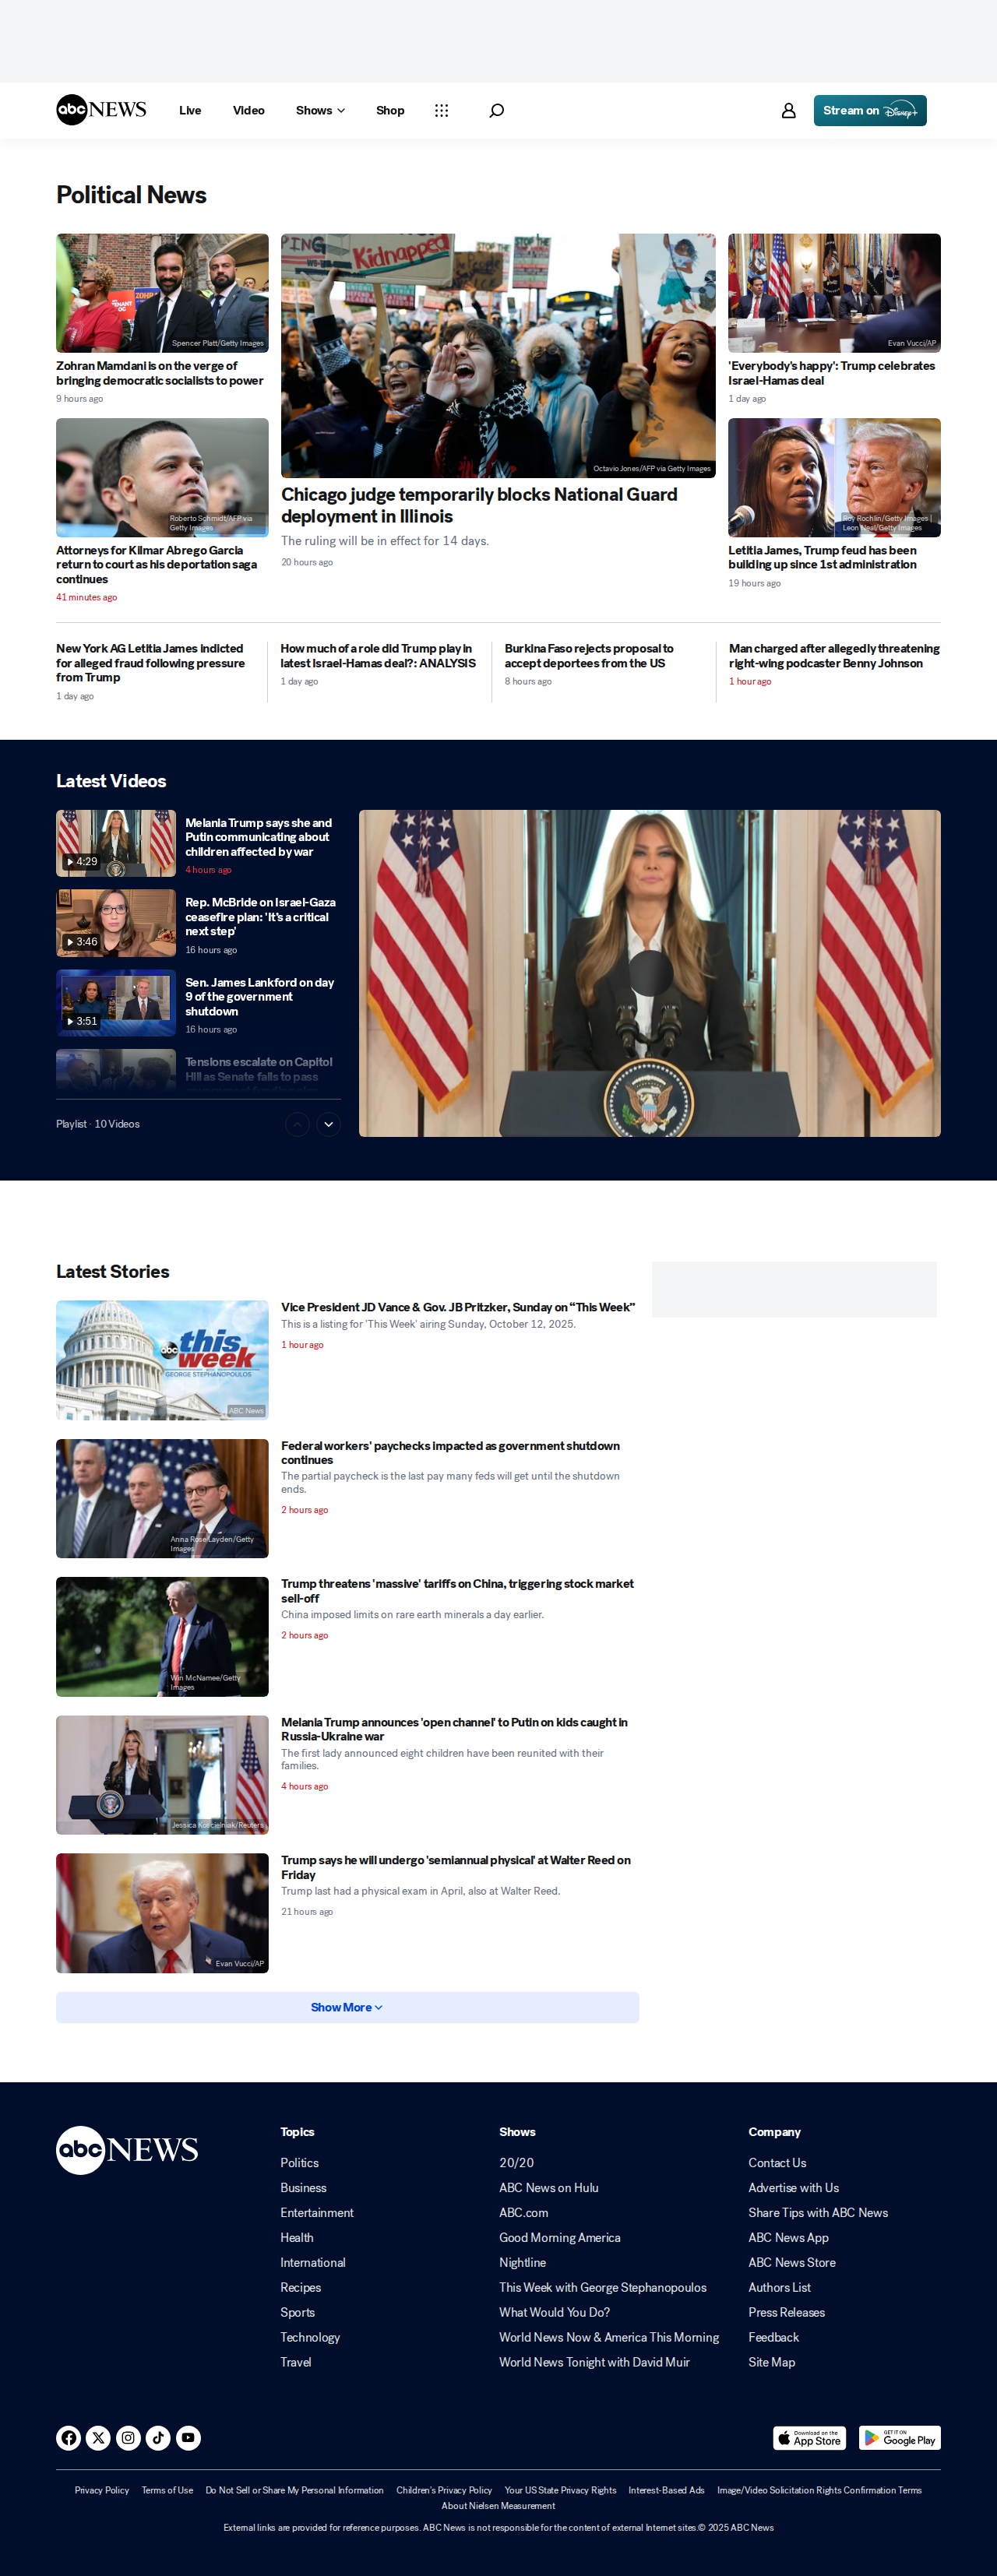 abc NEWS
Live
Video
Shows
Shop
Stream on Disney+
Political News
Spencer Platt/Getty Images
Zohran Mamdani is on the verge of
bringing democratic socialists to power
9 hours ago
Roberto Schmidt/AFP via
Getty Images
Attorneys for Kilmar Abrego Garcia
return to court as his deportation saga
continues
41 minutes ago
Kidnapped
Octavio Jones/AFP via Getty Images
Chicago judge temporarily blocks National Guard
deployment in Illinois
The ruling will be in effect for 14 days.
20 hours ago
Evan Vucci/AP
'Everybody's happy': Trump celebrates
Israel-Hamas deal
1 day ago
Roy Rochlin/Getty Images |
Leon Neal/Getty Images
Letitia James, Trump feud has been
building up since 1st administration
19 hours ago
New York AG Letitia James indicted
for alleged fraud following pressure
from Trump
1 day ago
How much of a role did Trump play in
latest Israel-Hamas deal?: ANALYSIS
1 day ago
Burkina Faso rejects proposal to
accept deportees from the US
8 hours ago
Man charged after allegedly threatening
right-wing podcaster Benny Johnson
1 hour ago
Latest Videos
4:29
Melania Trump says she and
Putin communicating about
children affected by war
4 hours ago
3:46
Rep. McBride on Israel-Gaza
ceasefire plan: 'It's a critical
next step'
16 hours ago
3:51
Sen. James Lankford on day
9 of the government
shutdown
16 hours ago
Tensions escalate on Capitol
Hill as Senate fails to pass
Playlist · 10 Videos
Latest Stories
abc this
week
GEORGE STEPHANOPOULOS
ABC News
Vice President JD Vance & Gov. JB Pritzker, Sunday on “This Week”
This is a listing for 'This Week' airing Sunday, October 12, 2025.
1 hour ago
Anna Rose Layden/Getty
Images
Federal workers' paychecks impacted as government shutdown
continues
The partial paycheck is the last pay many feds will get until the shutdown
ends.
2 hours ago
Win McNamee/Getty
Images
Trump threatens 'massive' tariffs on China, triggering stock market
sell-off
China imposed limits on rare earth minerals a day earlier.
2 hours ago
Jessica Koscielniak/Reuters
Melania Trump announces 'open channel' to Putin on kids caught in
Russia-Ukraine war
The first lady announced eight children have been reunited with their
families.
4 hours ago
Evan Vucci/AP
Trump says he will undergo 'semiannual physical' at Walter Reed on
Friday
Trump last had a physical exam in April, also at Walter Reed.
21 hours ago
Show More
abc NEWS
Topics
Politics
Business
Entertainment
Health
International
Recipes
Sports
Technology
Travel
Shows
20/20
ABC News on Hulu
ABC.com
Good Morning America
Nightline
This Week with George Stephanopoulos
What Would You Do?
World News Now & America This Morning
World News Tonight with David Muir
Company
Contact Us
Advertise with Us
Share Tips with ABC News
ABC News App
ABC News Store
Authors List
Press Releases
Feedback
Site Map
Download on the
App Store
GET IT ON
Google Play
Privacy Policy
Terms of Use
Do Not Sell or Share My Personal Information
Children's Privacy Policy
Your US State Privacy Rights
Interest-Based Ads
Image/Video Solicitation Rights Confirmation Terms
About Nielsen Measurement
External links are provided for reference purposes. ABC News is not responsible for the content of external Internet sites.© 2025 ABC News